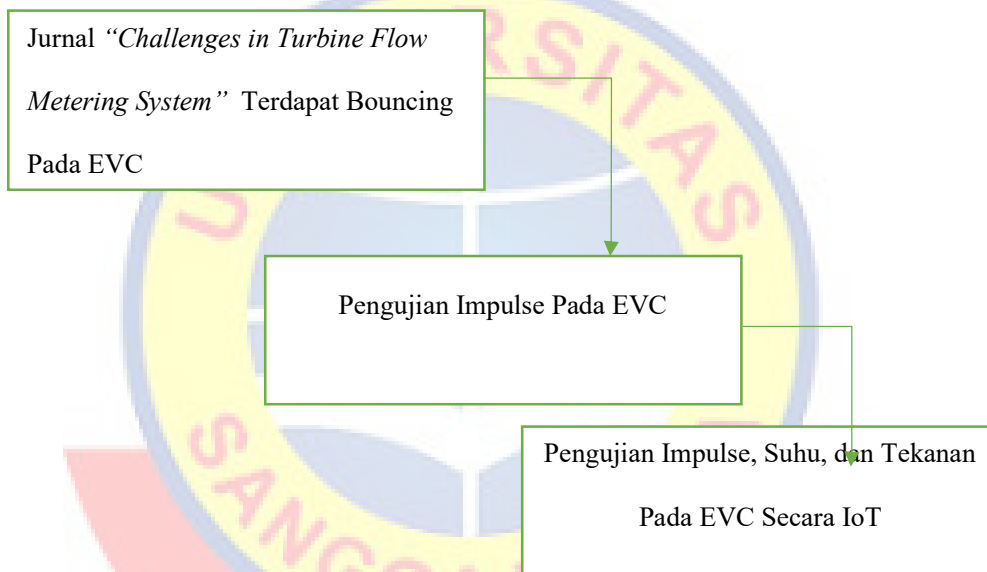 Jurnal “Challenges in Turbine Flow
Metering System” Terdapat Bouncing
Pada EVC
Pengujian Impulse Pada EVC
Pengujian Impulse, Suhu, dan Tekanan
Pada EVC Secara IoT